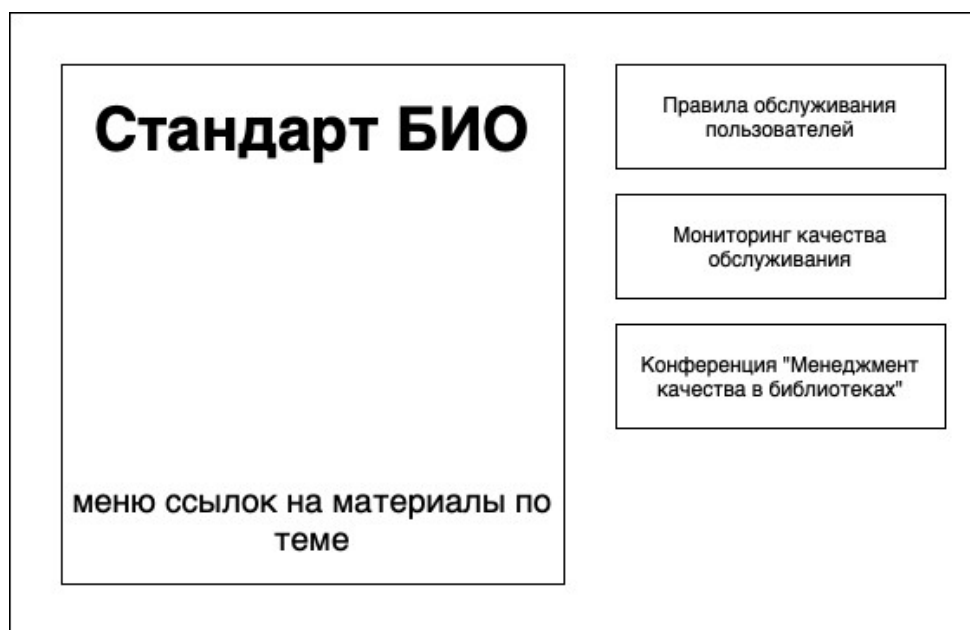 Стандарт БИО
меню ссылок на материалы по
теме
Правила обслуживания
пользователей
Мониторинг качества
обслуживания
Конференция "Менеджмент
качества в библиотеках"